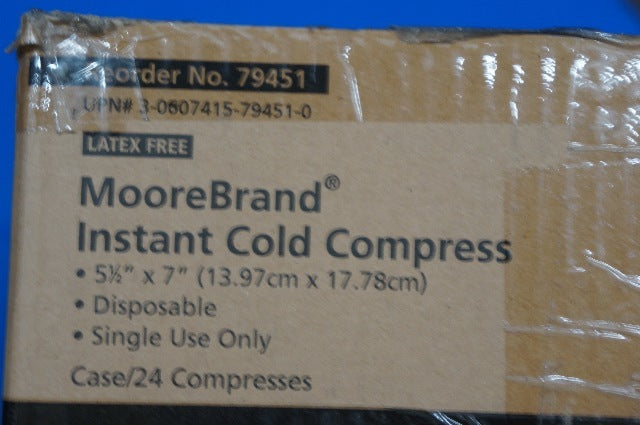 Reorder No. 79451
UPN# 3-0607415-79451-0
LATEX FREE
MooreBrand®
Instant Cold Compress
• 5½" x 7" (13.97cm x 17.78cm)
• Disposable
• Single Use Only
Case/24 Compresses